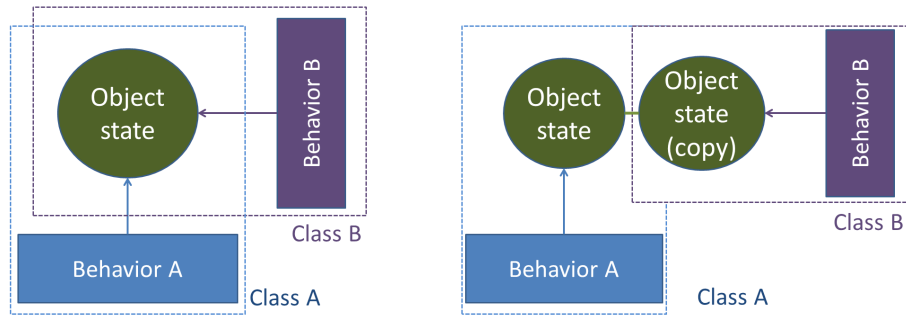 Object
state
Behavior B
Class B
Behavior A
Class A
Object
state
Object
state
(copy)
Behavior B
Class B
Behavior A
Class A